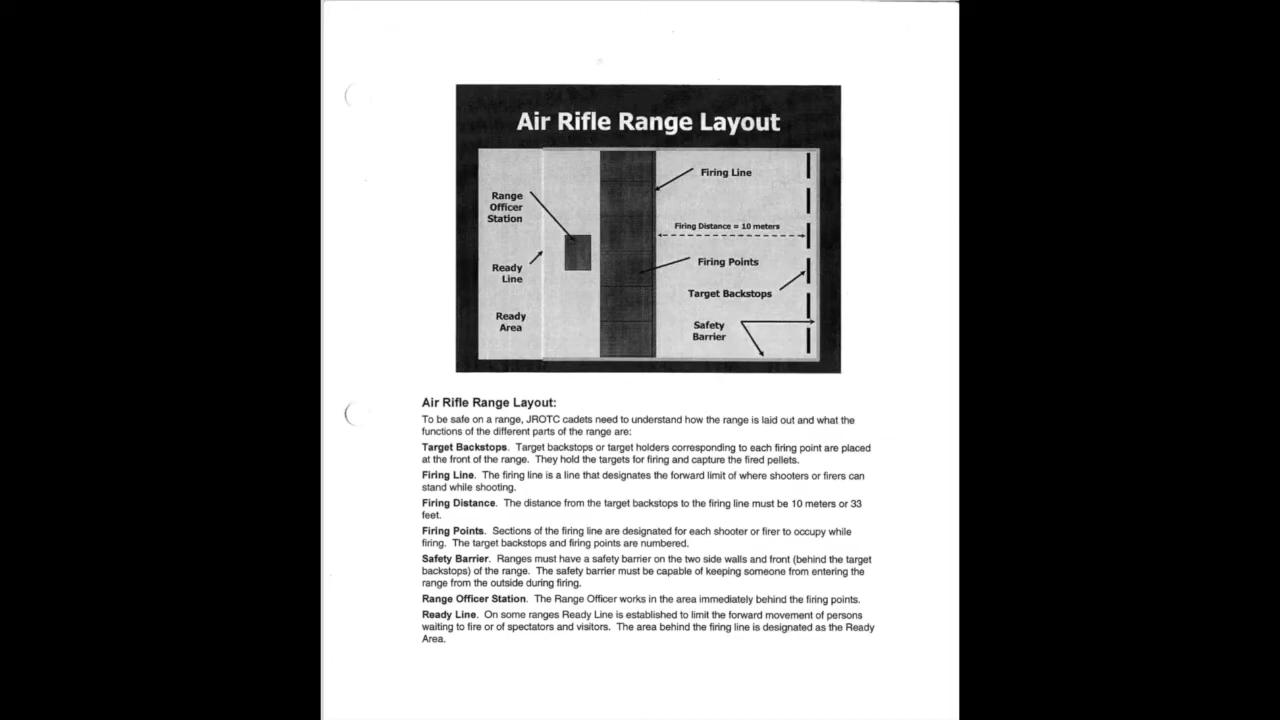 Air Rifle Range Layout
Firing Line
Range
Officer
Station
Firing Distance = 10 meters
Firing Points
Ready
Line
Target Backstops
Ready
Area
Safety
Barrier
Air Rifle Range Layout:
To be safe on a range, JROTC cadets need to understand how the range is laid out and what the
functions of the different parts of the range are:
Target Backstops. Target backstops or target holders corresponding to each firing point are placed
at the front of the range. They hold the targets for firing and capture the fired pellets.
Firing Line. The firing line is a line that designates the forward limit of where shooters or firers can
stand while shooting.
Firing Distance. The distance from the target backstops to the firing line must be 10 meters or 33
feet.
Firing Points. Sections of the firing line are designated for each shooter or firer to occupy while
firing. The target backstops and firing points are numbered.
Safety Barrier. Ranges must have a safety barrier on the two side walls and front (behind the target
backstops) of the range. The safety barrier must be capable of keeping someone from entering the
range from the outside during firing.
Range Officer Station. The Range Officer works in the area immediately behind the firing points.
Ready Line. On some ranges Ready Line is established to limit the forward movement of persons
waiting to fire or of spectators and visitors. The area behind the firing line is designated as the Ready
Area.